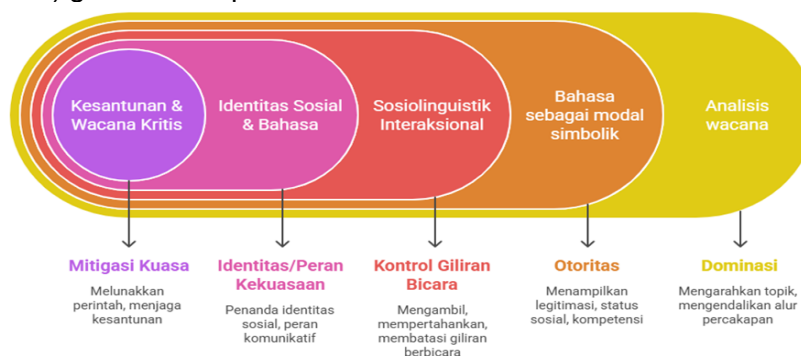 Kesantunan &
Wacana Kritis
Identitas Sosial
& Bahasa
Sosiolinguistik
Interaksional
Bahasa
sebagai modal
simbolik
Analisis
wacana
Mitigasi Kuasa
Melunakkan
perintah, menjaga
kesantunan
Identitas/Peran
Kekuasaan
Penanda identitas
sosial, peran
komunikatif
Kontrol Giliran
Bicara
Mengambil,
mempertahankan,
membatasi giliran
berbicara
Otoritas
Menampilkan
legitimasi, status
sosial, kompetensi
Dominasi
Mengarahkan topik,
mengendalikan alur
percakapan